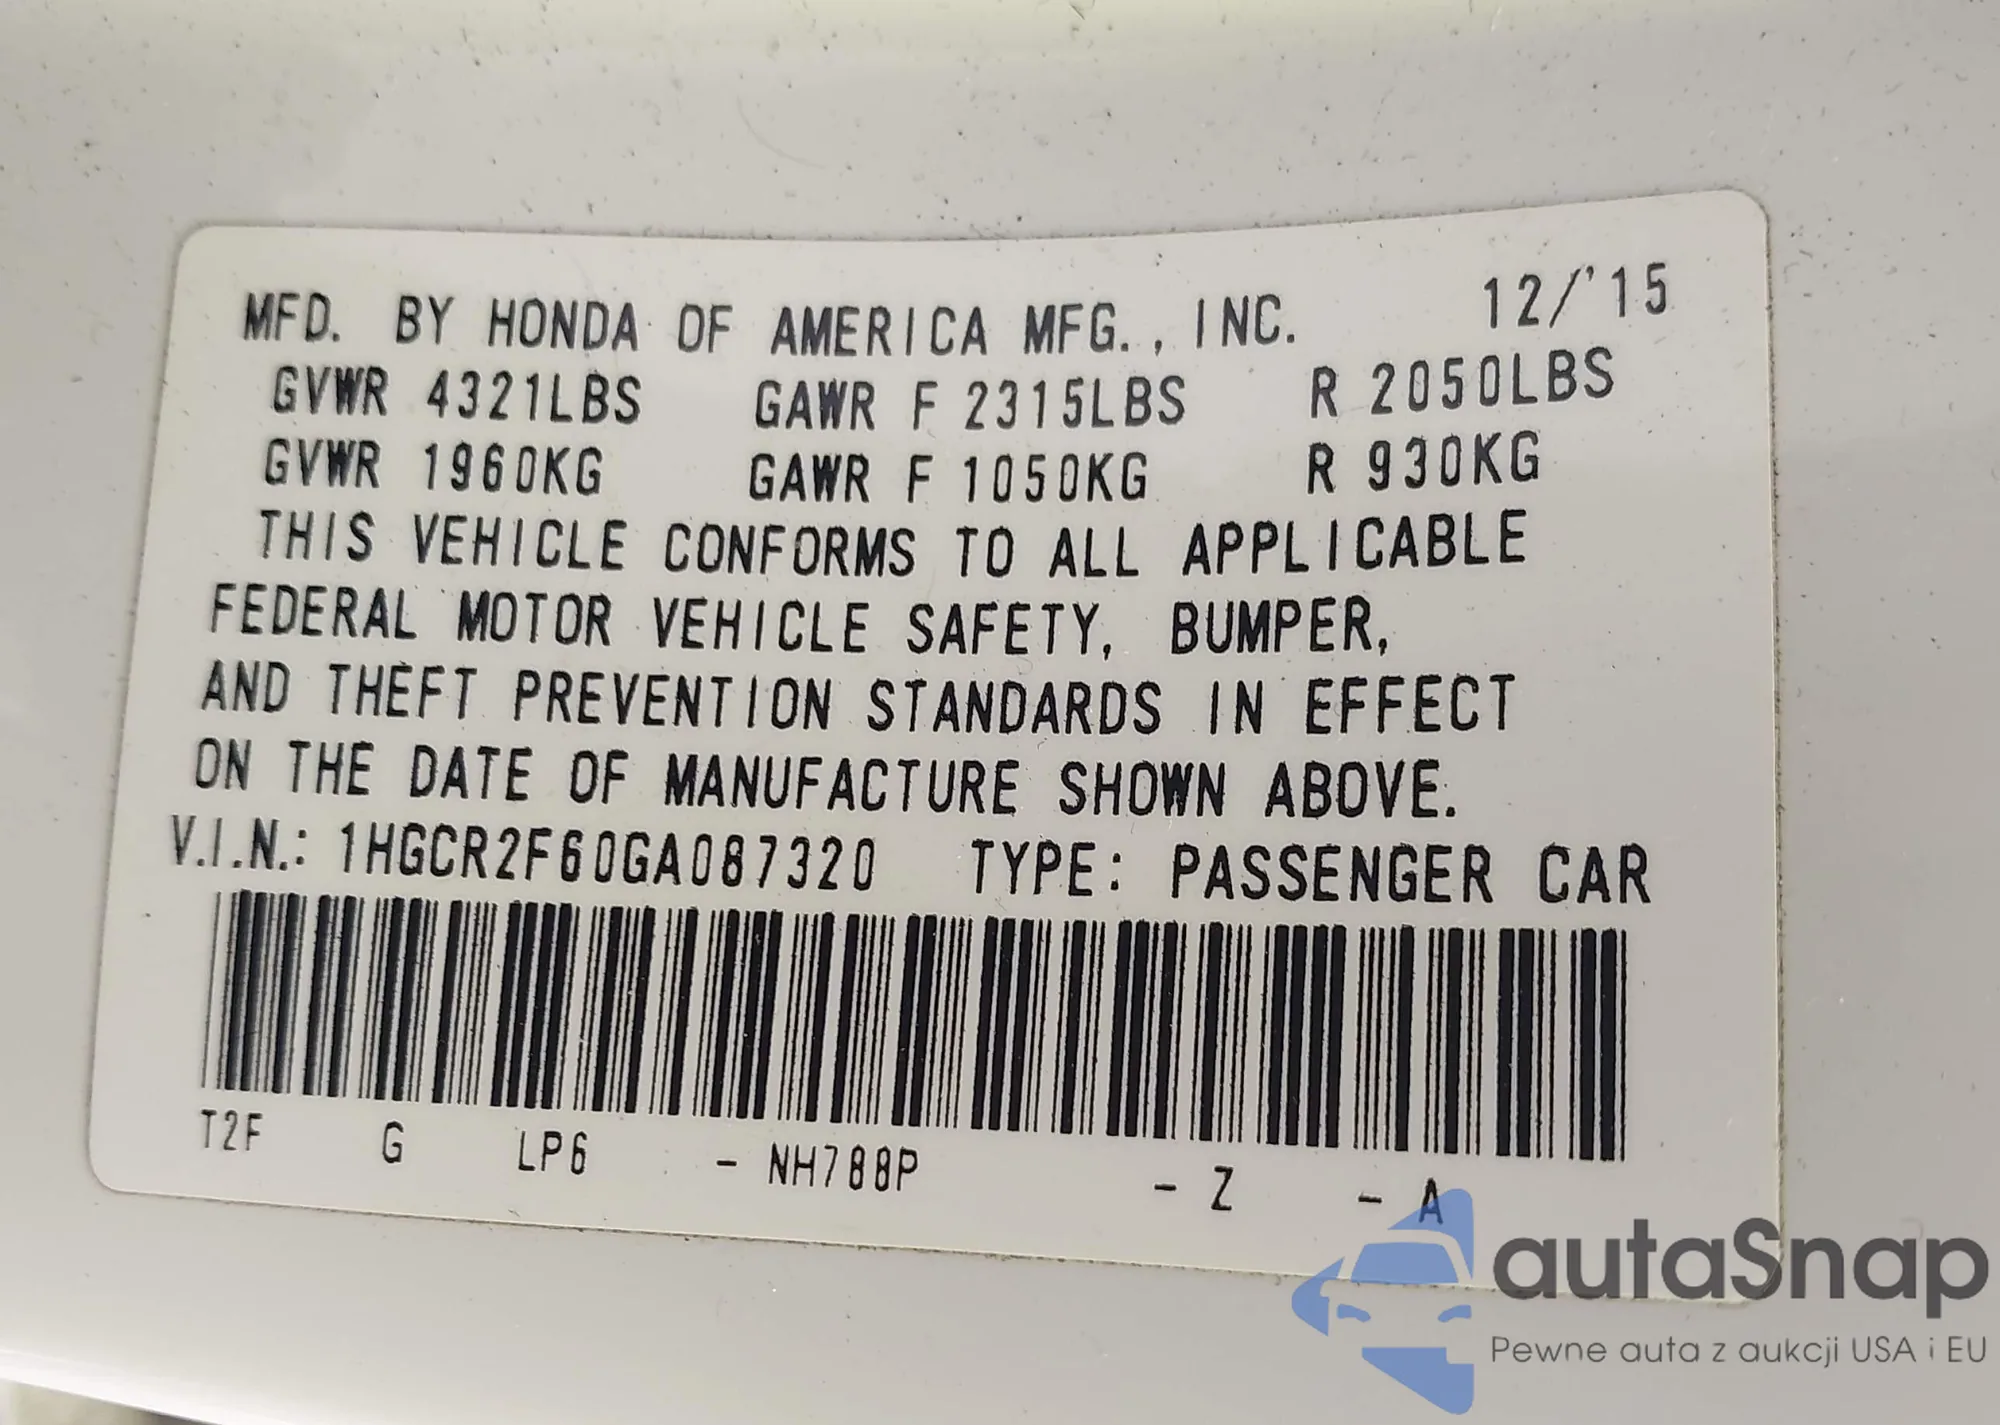 MFD. BY HONDA OF AMERICA MFG., INC. 12/'15
GVWR 4321LBS GAWR F 2315LBS R 2050LBS
GVWR 1960KG GAWR F 1050KG R 930KG
THIS VEHICLE CONFORMS TO ALL APPLICABLE
FEDERAL MOTOR VEHICLE SAFETY, BUMPER,
AND THEFT PREVENTION STANDARDS IN EFFECT
ON THE DATE OF MANUFACTURE SHOWN ABOVE.
V.I.N.: 1HGCR2F60GA087320 TYPE: PASSENGER CAR
T2F G LP6 - NH788P - Z - A
autaSnap
Pewne auta z aukcji USA i EU